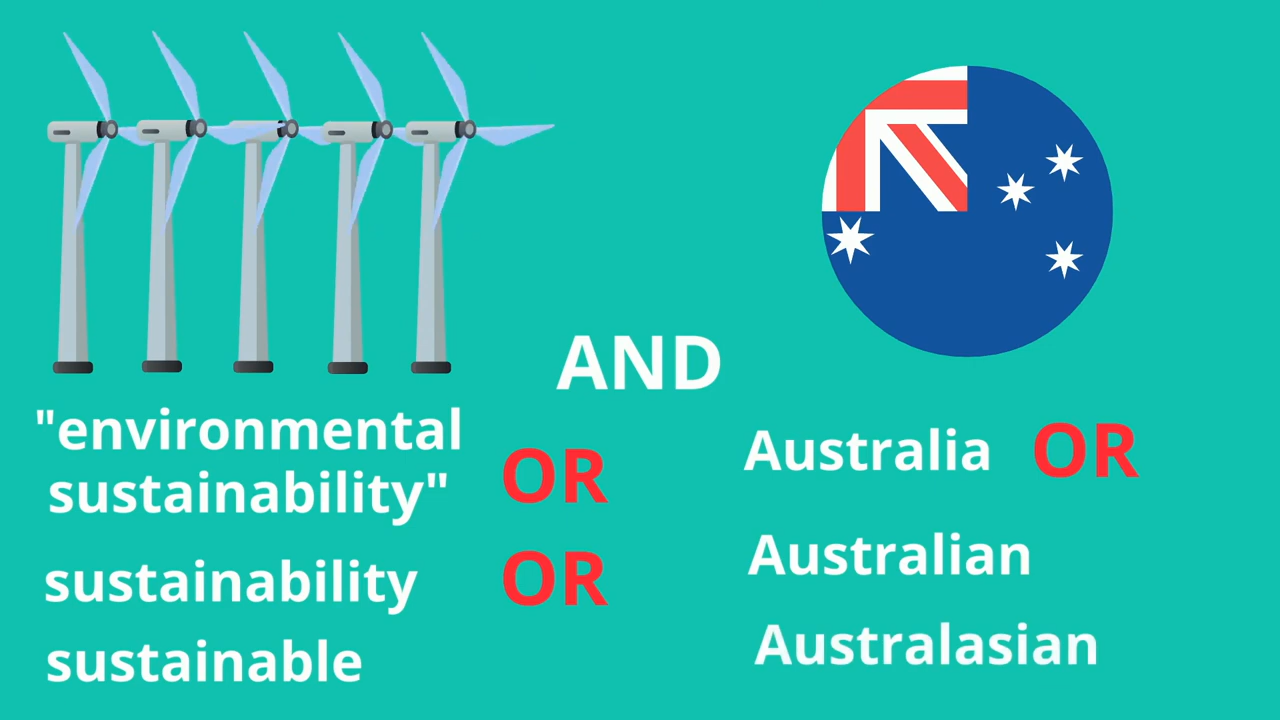 AND
"environmental
sustainability"
OR
sustainability
OR
sustainable
Australia OR
Australian
Australasian